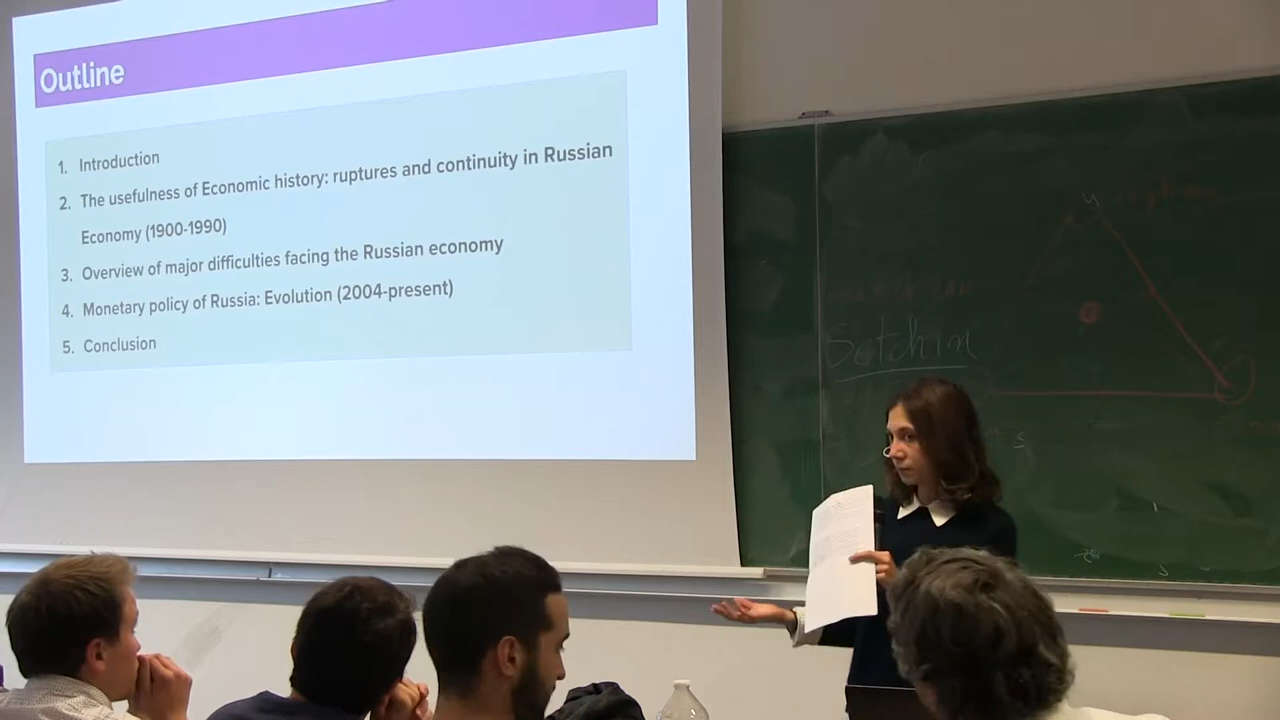 Outline
1. Introduction
2. The usefulness of Economic history: ruptures and continuity in Russian
Economy (1900-1990)
3. Overview of major difficulties facing the Russian economy
4. Monetary policy of Russia: Evolution (2004-present)
5. Conclusion
Setchin